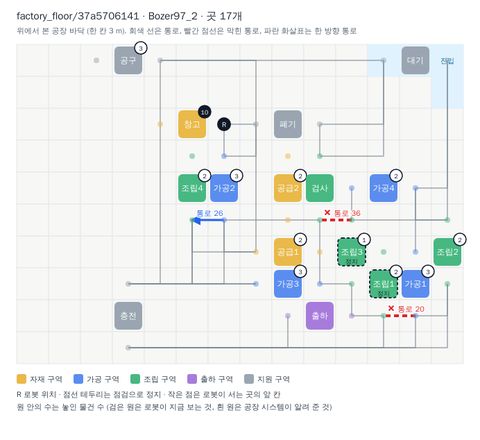 factory_floor/37a5706141 · Bozer97_2 · 곳 17개
위에서 본 공장 바닥 (한 칸 3 m). 회색 선은 통로, 빨간 점선은 막힌 통로, 파란 화살표는 한 방향 통로
공구 3
대기
진입
창고 10
R
폐기
조립4 2
가공2 3
공급2 2
검사
가공4 2
통로 26
✕ 통로 36
공급1 2
조립3 1
정지
조립2 2
가공3 3
조립1 2
정지
가공1 3
충전
출하
✕ 통로 20
자재 구역
가공 구역
조립 구역
출하 구역
지원 구역
R 로봇 위치 · 점선 테두리는 점검으로 정지 · 작은 점은 로봇이 서는 곳의 앞 칸
원 안의 수는 놓인 물건 수 (검은 원은 로봇이 지금 보는 것, 흰 원은 공장 시스템이 알려 준 것)